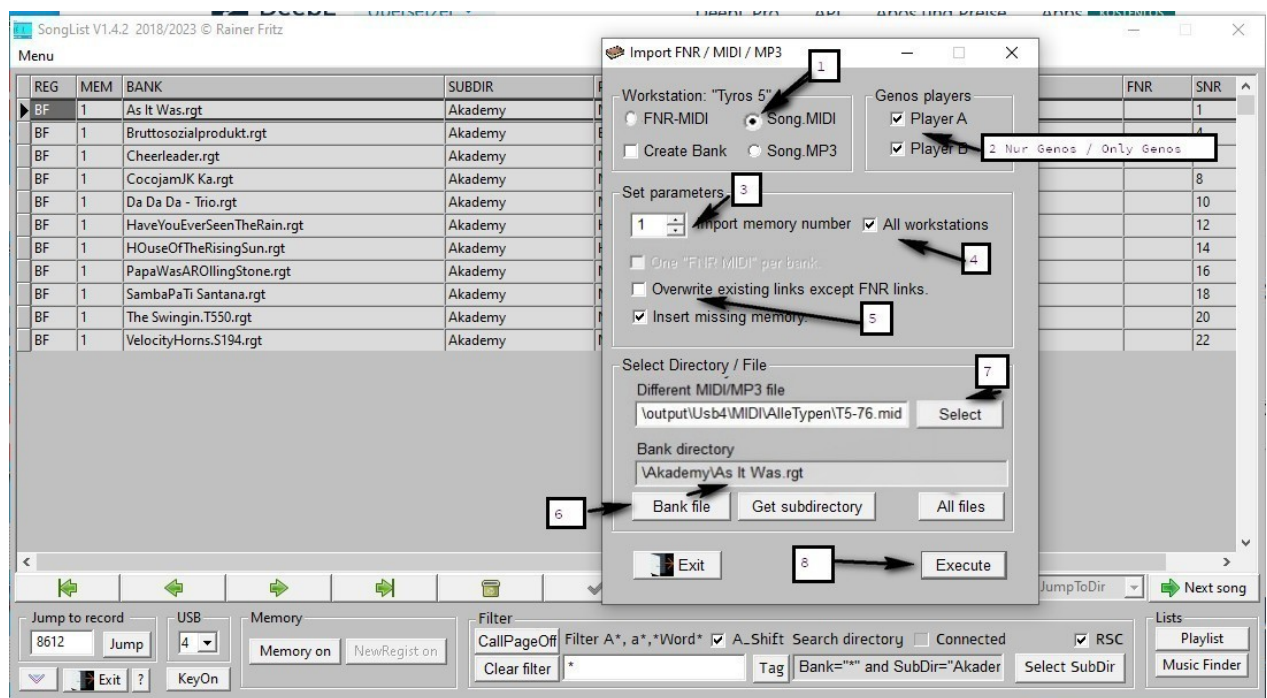 SongList V1.4.2 2018/2023 © Rainer Fritz
Menu
REG MEM BANK SUBDIR FNR SNR
BF 1 As It Was.rgt Akademy 1
BF 1 Bruttosozialprodukt.rgt Akademy
BF 1 Cheerleader.rgt Akademy
BF 1 CocojamJK Ka.rgt Akademy 8
BF 1 Da Da Da - Trio.rgt Akademy 10
BF 1 HaveYouEverSeenTheRain.rgt Akademy 12
BF 1 HOuseOfTheRisingSun.rgt Akademy 14
BF 1 PapaWasAROllingStone.rgt Akademy 16
BF 1 SambaPaTi Santana.rgt Akademy 18
BF 1 The Swingin.T550.rgt Akademy 20
BF 1 VelocityHorns.S194.rgt Akademy 22
Import FNR / MIDI / MP3
1
Workstation: "Tyros 5"
FNR-MIDI Song.MIDI
Create Bank Song.MP3
Genos players
Player A
Player B
2 Nur Genos / Only Genos
Set parameters
3
1 Import memory number All workstations
4
One "FNR MIDI" per bank.
Overwrite existing links except FNR links.
5
Insert missing memory.
Select Directory / File
7
Different MIDI/MP3 file
\output\Usb4\MIDI\AlleTypen\T5-76.mid Select
Bank directory
\Akademy\As It Was.rgt
6
Bank file Get subdirectory All files
8
Exit Execute
JumpToDir Next song
Jump to record USB Memory Filter Lists
8612 Jump 4 Memory on NewRegist on CallPageOff Filter A*, a*,*Word* A_Shift Search directory Connected RSC Playlist
Exit ? KeyOn Clear filter * Tag Bank="*" and SubDir="Akader Select SubDir Music Finder